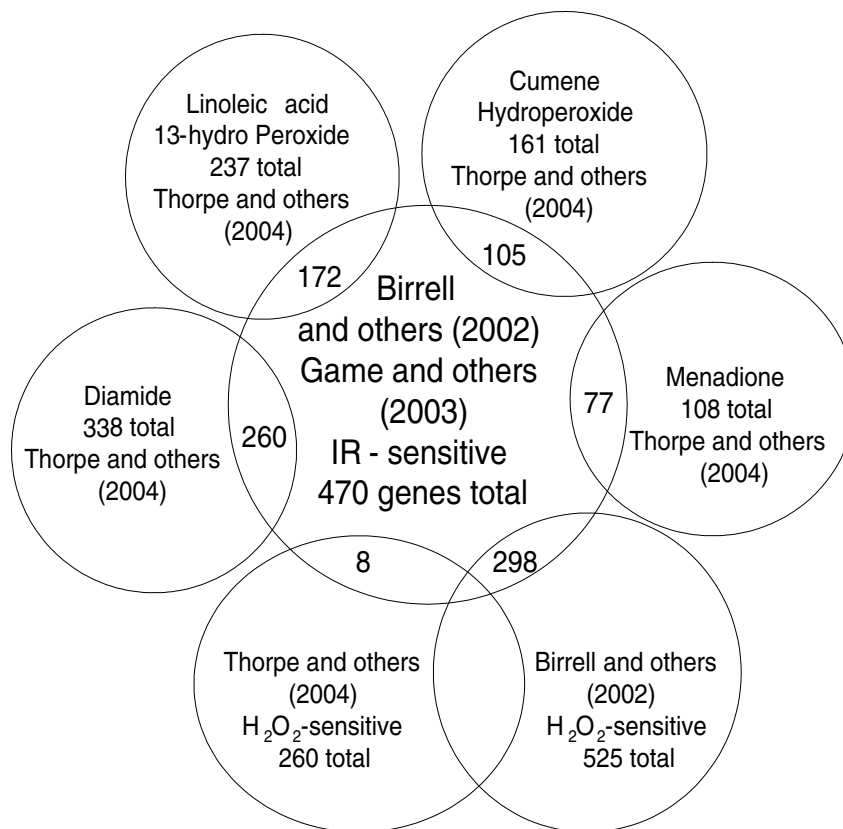 Linoleic acid
13-hydro Peroxide
237 total
Thorpe and others
(2004)
Cumene
Hydroperoxide
161 total
Thorpe and others
(2004)
172
105
Birrell
and others (2002)
Game and others
(2003)
IR - sensitive
470 genes total
Diamide
338 total
Thorpe and others
(2004)
260
77
Menadione
108 total
Thorpe and others
(2004)
8
298
Thorpe and others
(2004)
H₂O₂-sensitive
260 total
Birrell and others
(2002)
H₂O₂-sensitive
525 total